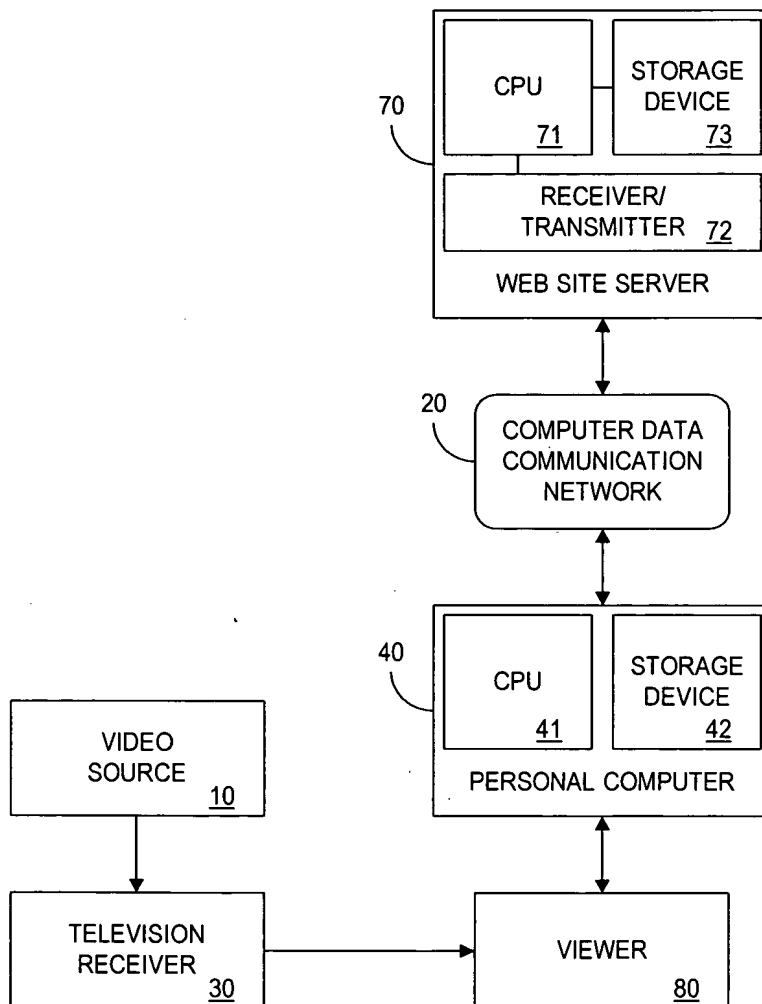 CPU
71
STORAGE
DEVICE
73
70
RECEIVER/
TRANSMITTER
72
WEB SITE SERVER
20
COMPUTER DATA
COMMUNICATION
NETWORK
40
CPU
41
STORAGE
DEVICE
42
PERSONAL COMPUTER
VIDEO
SOURCE
10
TELEVISION
RECEIVER
30
VIEWER
80